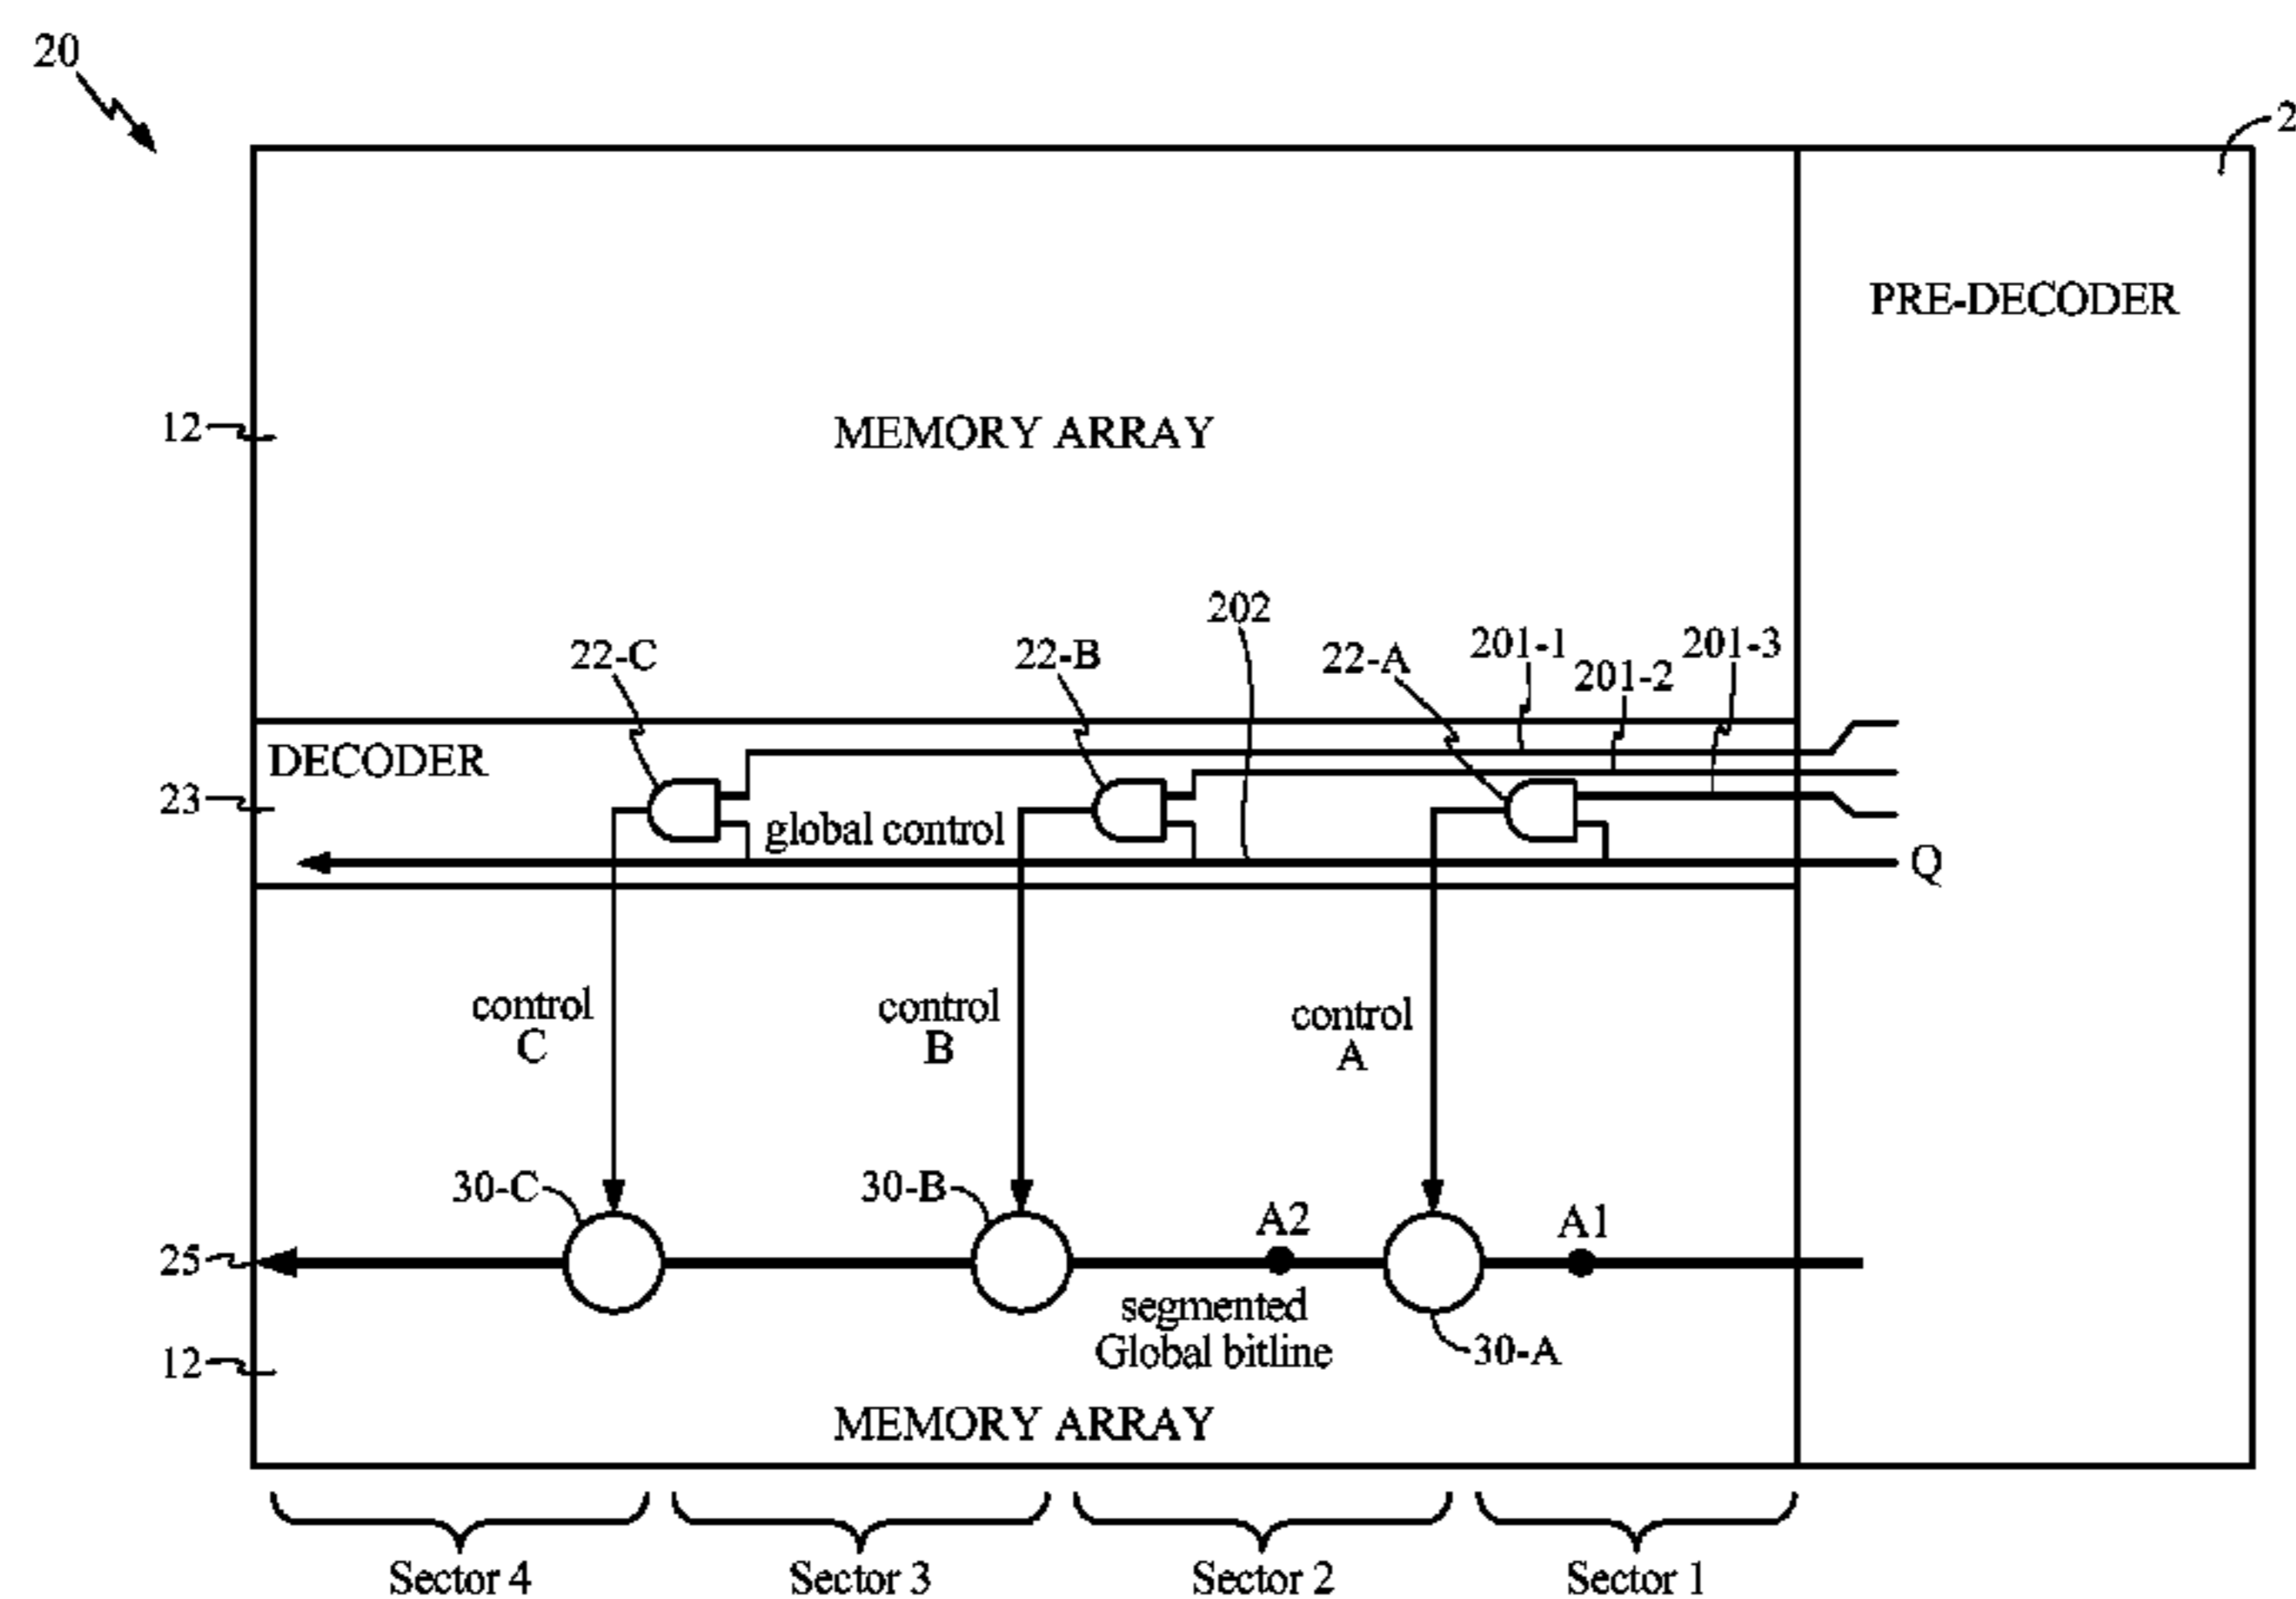 20
2
PRE-DECODER
12
MEMORY ARRAY
202
22-C
22-B
22-A
201-1
201-2
201-3
DECODER
23
global control
Q
control
C
control
B
control
A
30-C
30-B
A2
A1
25
segmented
Global bitline
30-A
12
MEMORY ARRAY
Sector 4
Sector 3
Sector 2
Sector 1